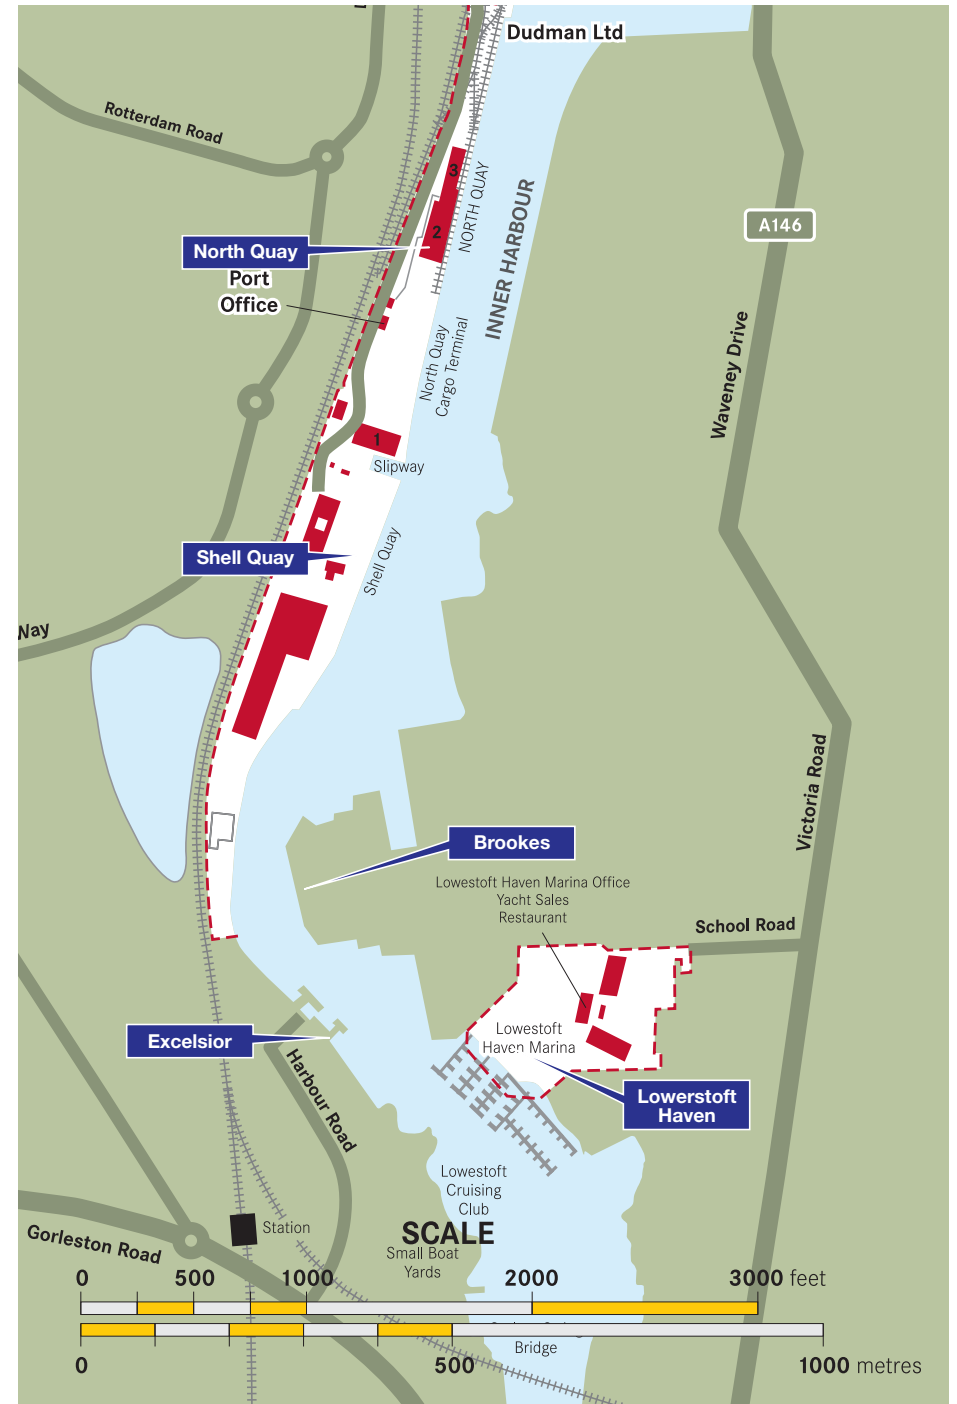 Dudman Ltd
Rotterdam Road
3
NORTH QUAY
2
A146
North Quay
Port
Office
INNER HARBOUR
North Quay
Cargo Terminal
Waveney Drive
1
Slipway
Shell Quay
Shell Quay
Way
Victoria Road
Brookes
Lowestoft Haven Marina Office
Yacht Sales
Restaurant
School Road
Lowestoft
Haven Marina
Excelsior
Harbour Road
Lowerstoft
Haven
Lowestoft
Cruising
Club
Station
SCALE
Gorleston Road
Small Boat
Yards
0 500 1000 2000 3000 feet
Bridge
0 500 1000 metres